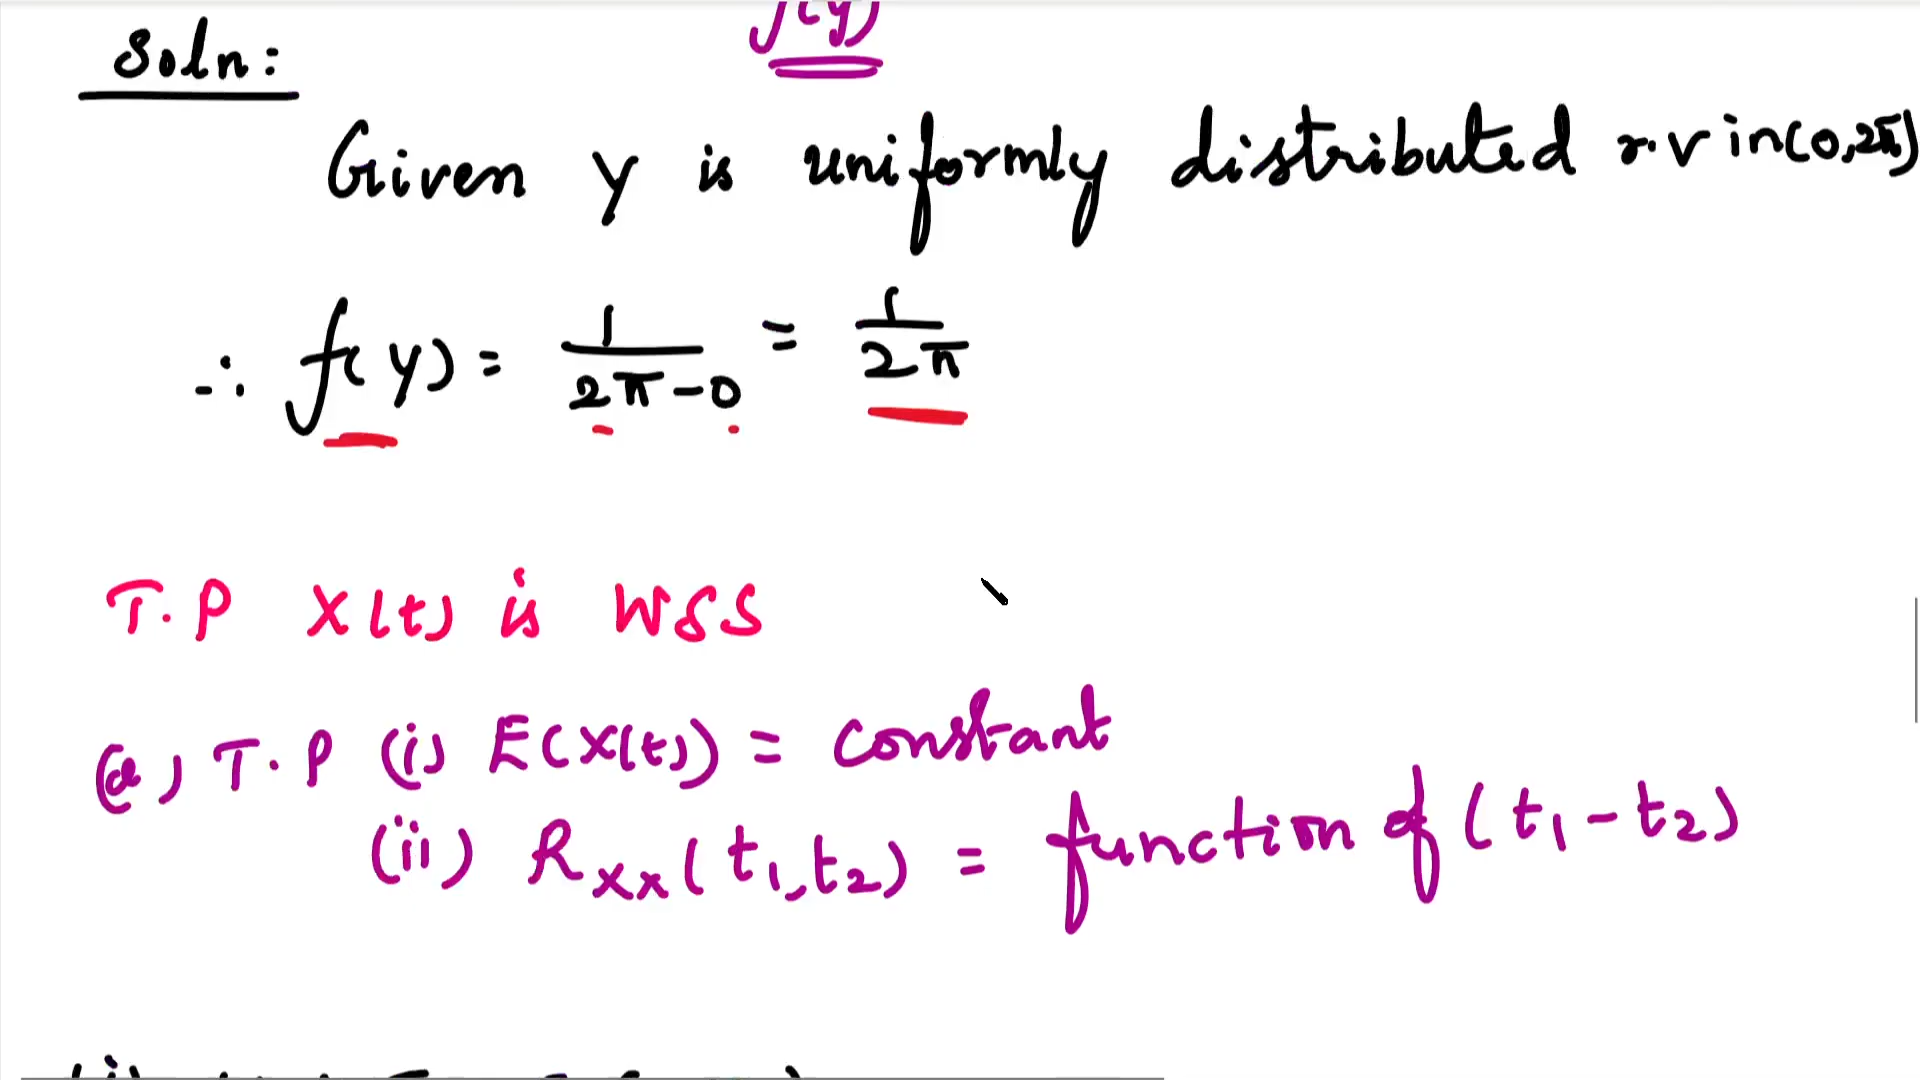 f(y)
Soln:
Given y is uniformly distributed r.v in (0,2π)
∴ f(y) = 1/(2π-0) = 1/2π
T.P X(t) is WSS
(a) T.P (i) E(X(t)) = constant
(ii) Rxx(t1,t2) = function of (t1-t2)